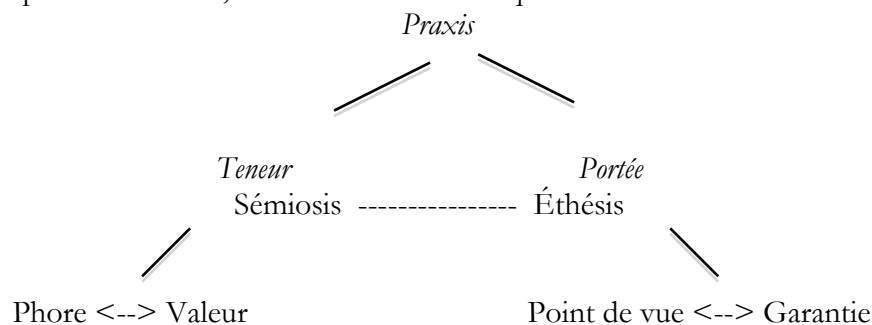 Praxis
Teneur Portée
Sémiosis ---------------- Éthésis
Phore <--> Valeur Point de vue <--> Garantie